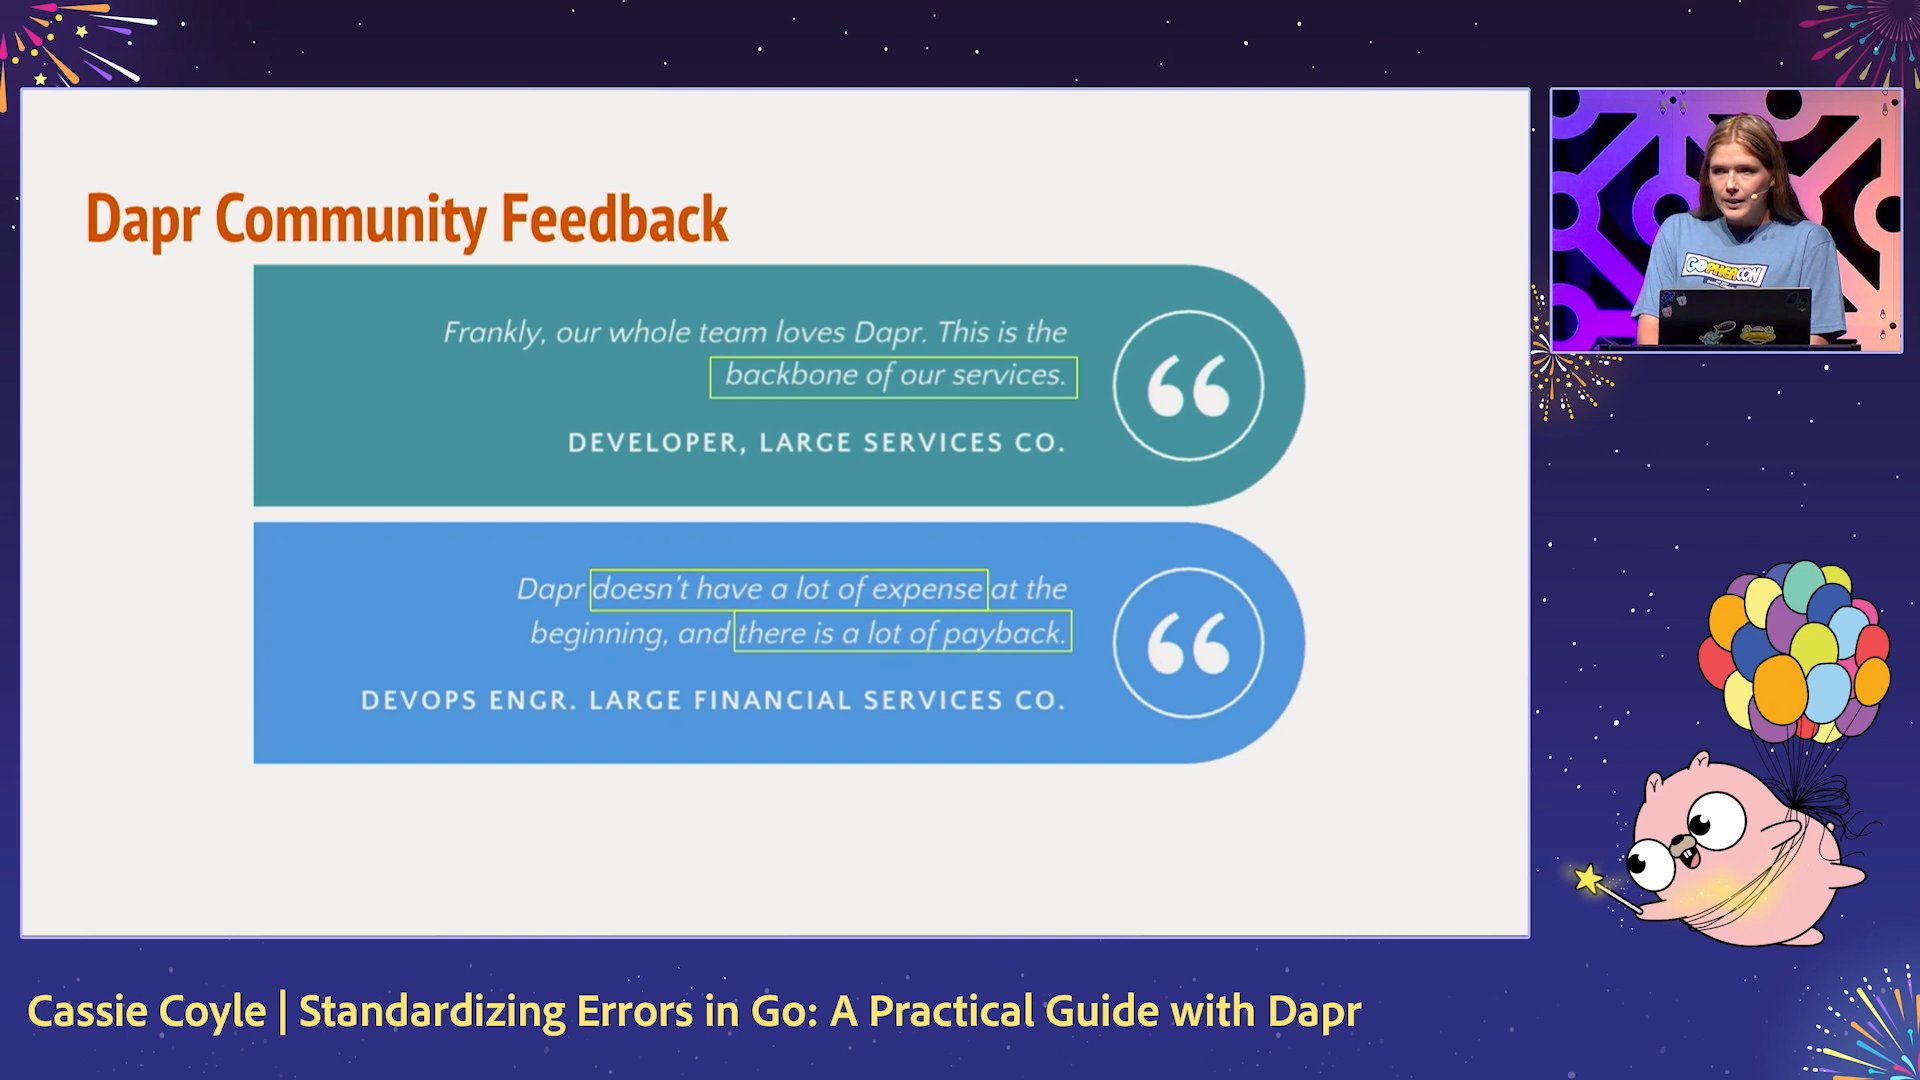 Dapr Community Feedback
Frankly, our whole team loves Dapr. This is the
backbone of our services.
DEVELOPER, LARGE SERVICES CO.
Dapr doesn't have a lot of expense at the
beginning, and there is a lot of payback.
DEVOPS ENGR. LARGE FINANCIAL SERVICES CO.
GOPHERCON
Cassie Coyle | Standardizing Errors in Go: A Practical Guide with Dapr